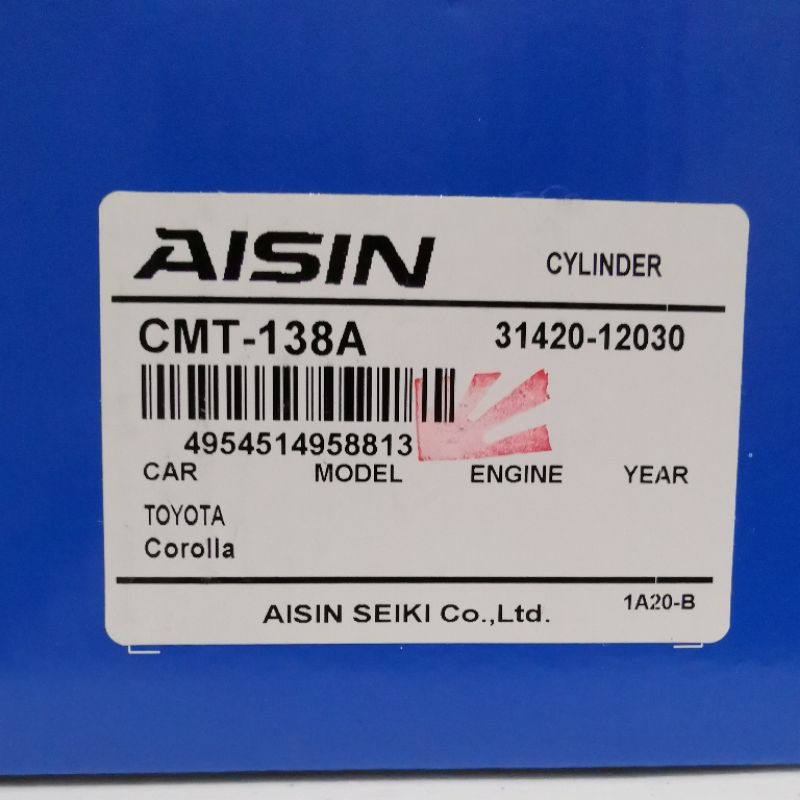 AISIN CYLINDER
CMT-138A 31420-12030
4954514958813
CAR MODEL ENGINE YEAR
TOYOTA
Corolla
AISIN SEIKI Co.,Ltd. 1A20-B